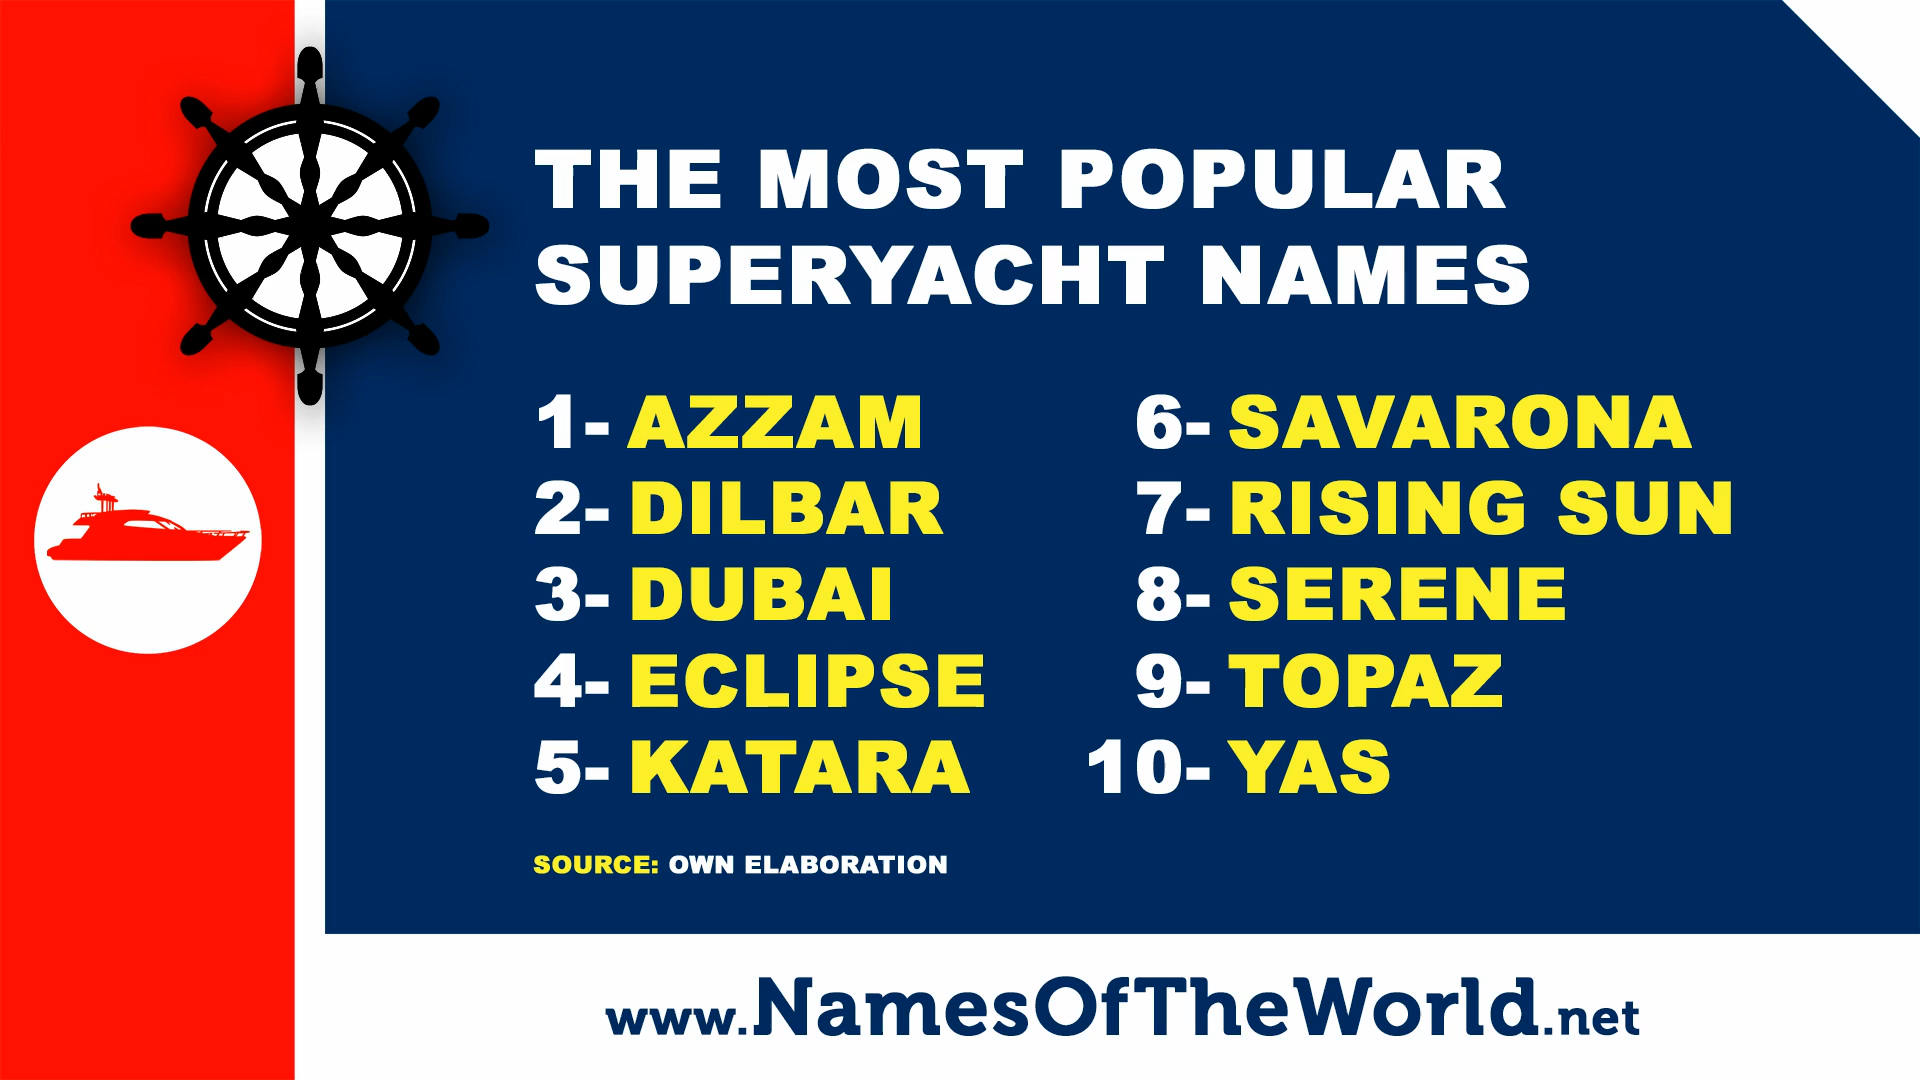 THE MOST POPULAR
SUPERYACHT NAMES
1- AZZAM
2- DILBAR
3- DUBAI
4- ECLIPSE
5- KATARA
6- SAVARONA
7- RISING SUN
8- SERENE
9- TOPAZ
10- YAS
SOURCE: OWN ELABORATION
www.NamesOfTheWorld.net